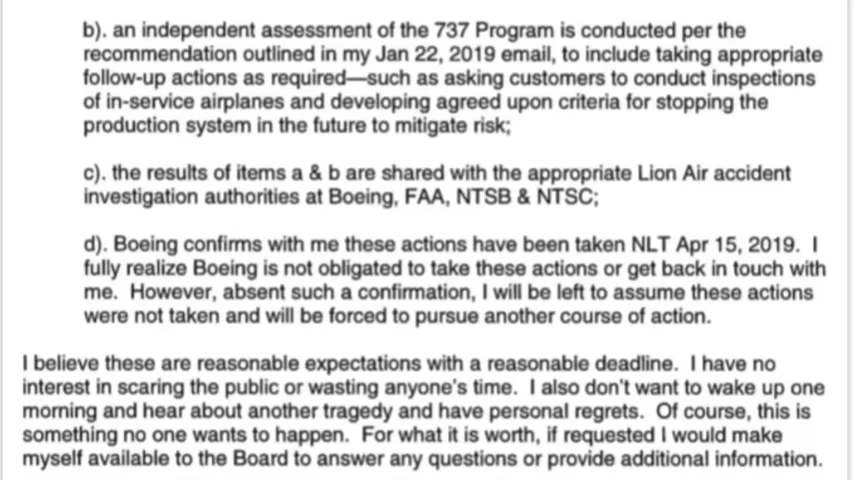 b). an independent assessment of the 737 Program is conducted per the
recommendation outlined in my Jan 22, 2019 email, to include taking appropriate
follow-up actions as required—such as asking customers to conduct inspections
of in-service airplanes and developing agreed upon criteria for stopping the
production system in the future to mitigate risk;
c). the results of items a & b are shared with the appropriate Lion Air accident
investigation authorities at Boeing, FAA, NTSB & NTSC;
d). Boeing confirms with me these actions have been taken NLT Apr 15, 2019. I
fully realize Boeing is not obligated to take these actions or get back in touch with
me. However, absent such a confirmation, I will be left to assume these actions
were not taken and will be forced to pursue another course of action.
I believe these are reasonable expectations with a reasonable deadline. I have no
interest in scaring the public or wasting anyone's time. I also don't want to wake up one
morning and hear about another tragedy and have personal regrets. Of course, this is
something no one wants to happen. For what it is worth, if requested I would make
myself available to the Board to answer any questions or provide additional information.